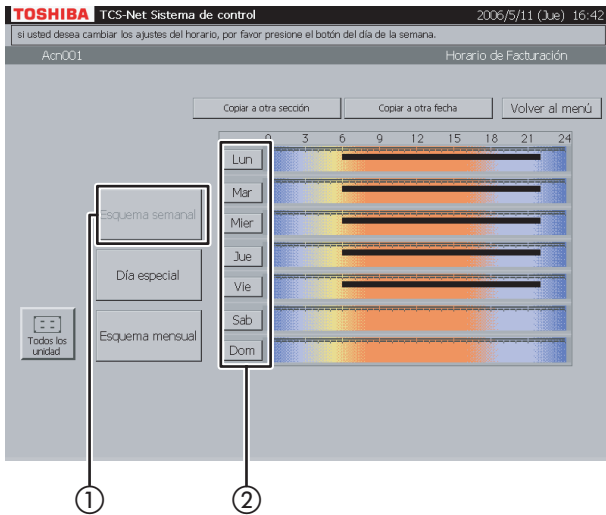 TOSHIBA TCS-Net Sistema de control 2006/5/11 (Jue) 16:42
si usted desea cambiar los ajustes del horario, por favor presione el botón del día de la semana.
Acn001 Horario de Facturación
Copiar a otra sección Copiar a otra fecha Volver al menú
0 3 6 9 12 15 18 21 24
Lun
Mar
Esquema semanal
Mier
Jue
Día especial
Vie
Sab
Todos los unidad
Esquema mensual
Dom
① ②